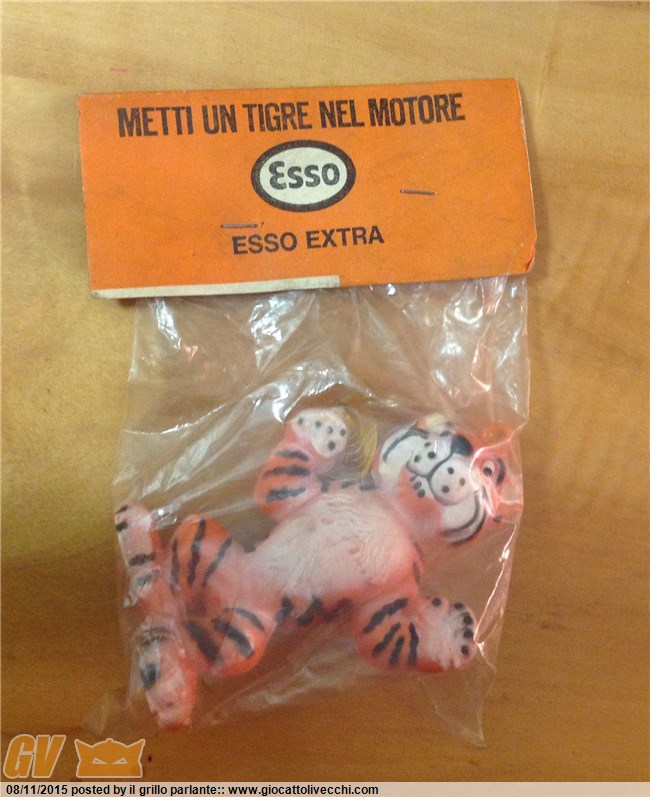 METTI UN TIGRE NEL MOTORE
Esso
ESSO EXTRA
GV
08/11/2015 posted by il grillo parlante:: www.giocattolivecchi.com